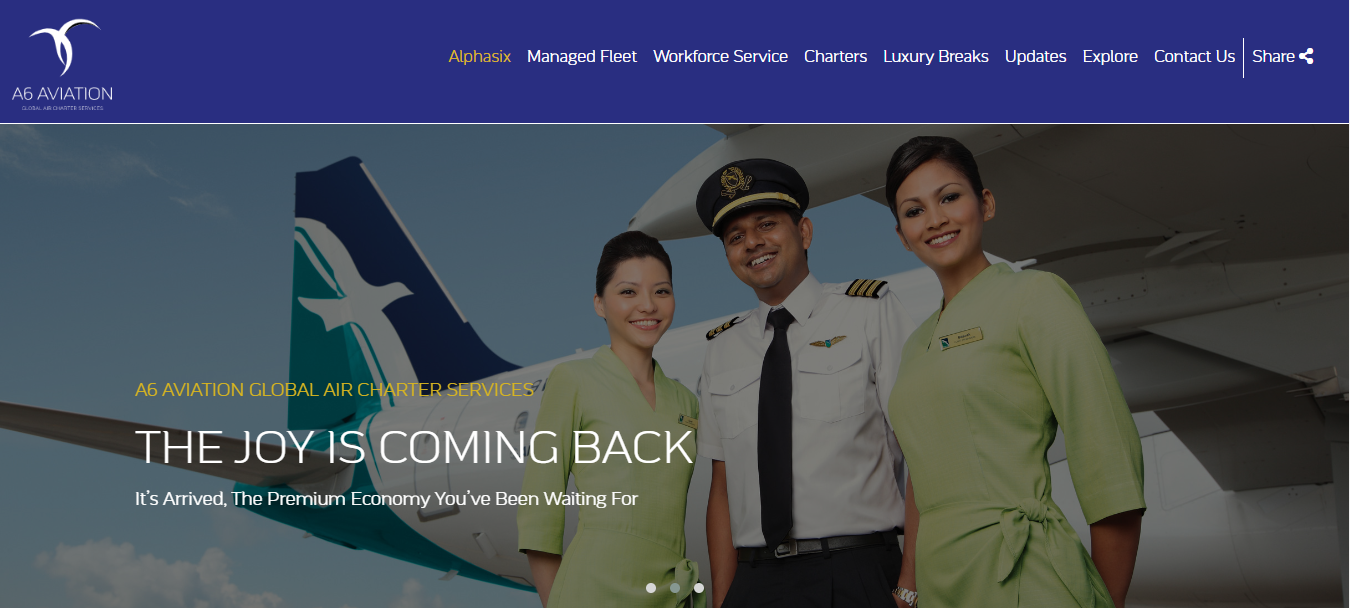 A6 AVIATION
GLOBAL AIR CHARTER SERVICES
Alphasix Managed Fleet Workforce Service Charters Luxury Breaks Updates Explore Contact Us Share
A6 AVIATION GLOBAL AIR CHARTER SERVICES
THE JOY IS COMING BACK
It's Arrived, The Premium Economy You've Been Waiting For